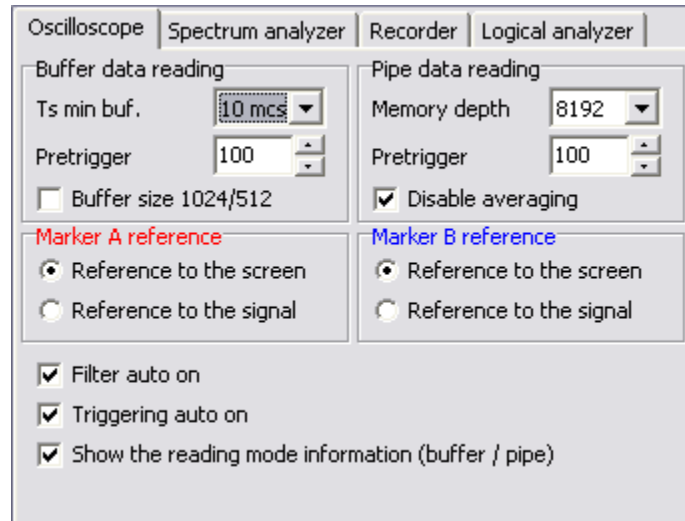 Oscilloscope Spectrum analyzer Recorder Logical analyzer
Buffer data reading
Ts min buf. 10 mcs
Pretrigger 100
Buffer size 1024/512
Pipe data reading
Memory depth 8192
Pretrigger 100
Disable averaging
Marker A reference
Reference to the screen
Reference to the signal
Marker B reference
Reference to the screen
Reference to the signal
Filter auto on
Triggering auto on
Show the reading mode information (buffer / pipe)